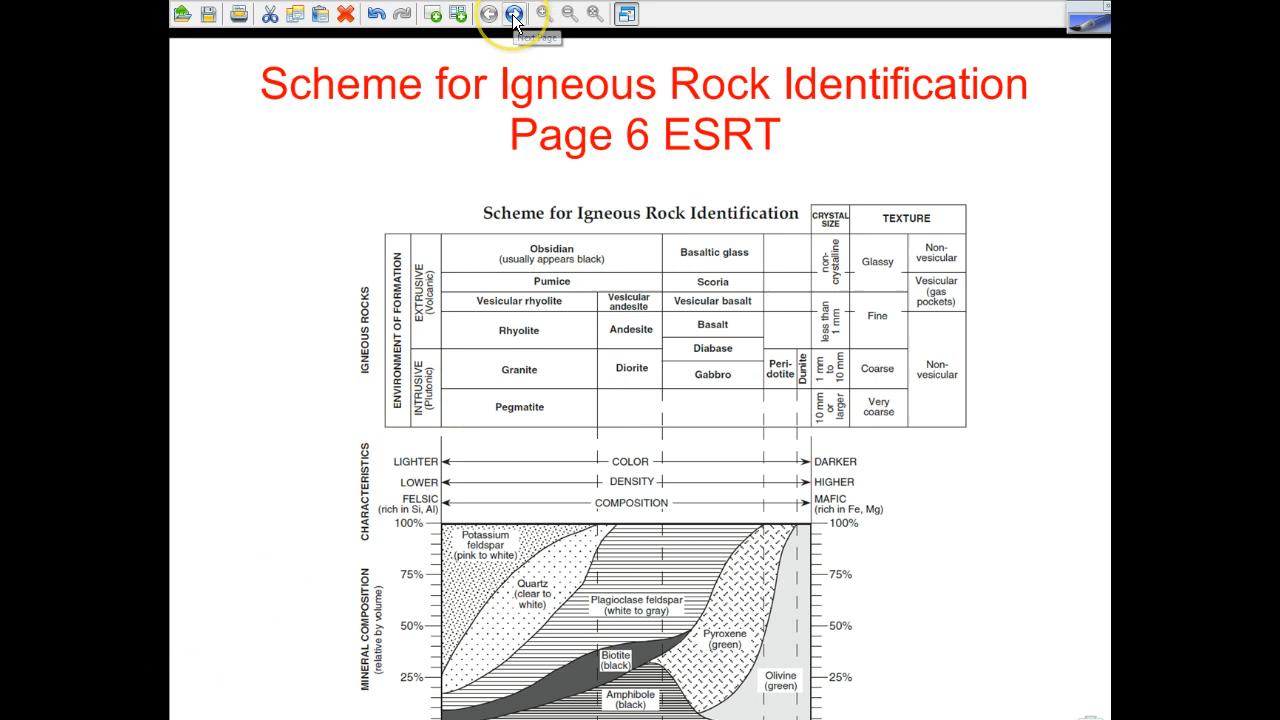 Next Page
Scheme for Igneous Rock Identification
Page 6 ESRT
Scheme for Igneous Rock Identification
CRYSTAL
SIZE
TEXTURE
IGNEOUS ROCKS
ENVIRONMENT OF FORMATION
EXTRUSIVE
(Volcanic)
Obsidian
(usually appears black)
Basaltic glass
non-
crystalline
Glassy
Non-
vesicular
Pumice
Scoria
Vesicular
(gas
pockets)
Vesicular rhyolite
Vesicular
andesite
Vesicular basalt
less than
1 mm
Fine
Rhyolite
Andesite
Basalt
Diabase
INTRUSIVE
(Plutonic)
Granite
Diorite
Gabbro
Peri-
dotite
Dunite
1 mm
to
10 mm
Coarse
Non-
vesicular
Pegmatite
10 mm
or
larger
Very
coarse
CHARACTERISTICS
LIGHTER
COLOR
DARKER
LOWER
DENSITY
HIGHER
FELSIC
(rich in Si, Al)
COMPOSITION
MAFIC
(rich in Fe, Mg)
MINERAL COMPOSITION
(relative by volume)
100%
100%
Potassium
feldspar
(pink to white)
75%
75%
Quartz
(clear to
white)
Plagioclase feldspar
(white to gray)
50%
50%
Pyroxene
(green)
Biotite
(black)
25%
25%
Olivine
(green)
Amphibole
(black)